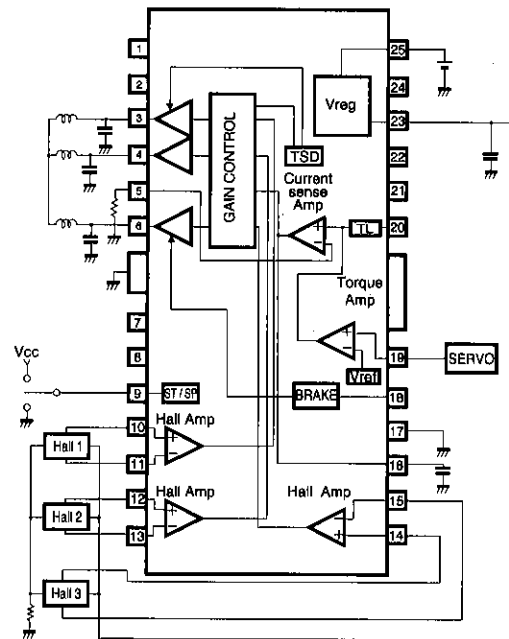 1
25
2
24
Vreg
3
23
4
TSD
22
GAIN CONTROL
Current
sense
Amp
5
21
+
−
6
TL
20
Torque
Amp
7
+
−
8
19
SERVO
Vref
Vcc
9
ST / SP
BRAKE
18
10
Hall Amp
17
Hall 1
+
−
11
16
12
Hall Amp
Hall Amp
15
Hall 2
+
−
−
+
13
14
Hall 3